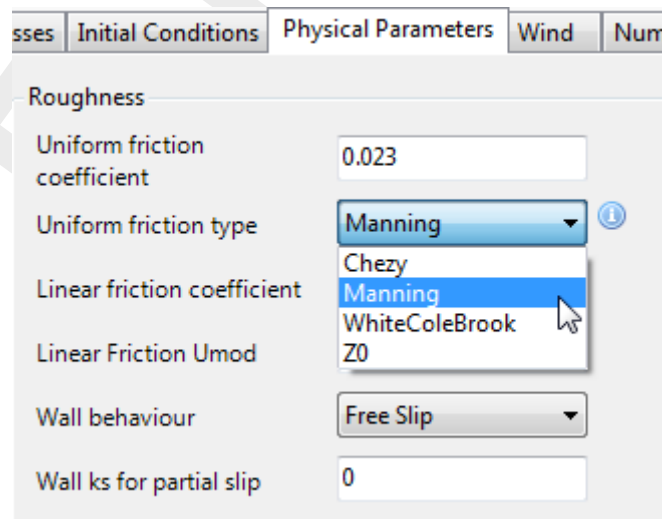 sses Initial Conditions Physical Parameters Wind Num
Roughness
Uniform friction
coefficient
0.023
Uniform friction type
Manning
Chezy
Linear friction coefficient
Manning
WhiteColeBrook
Linear Friction Umod
Z0
Wall behaviour
Free Slip
Wall ks for partial slip
0